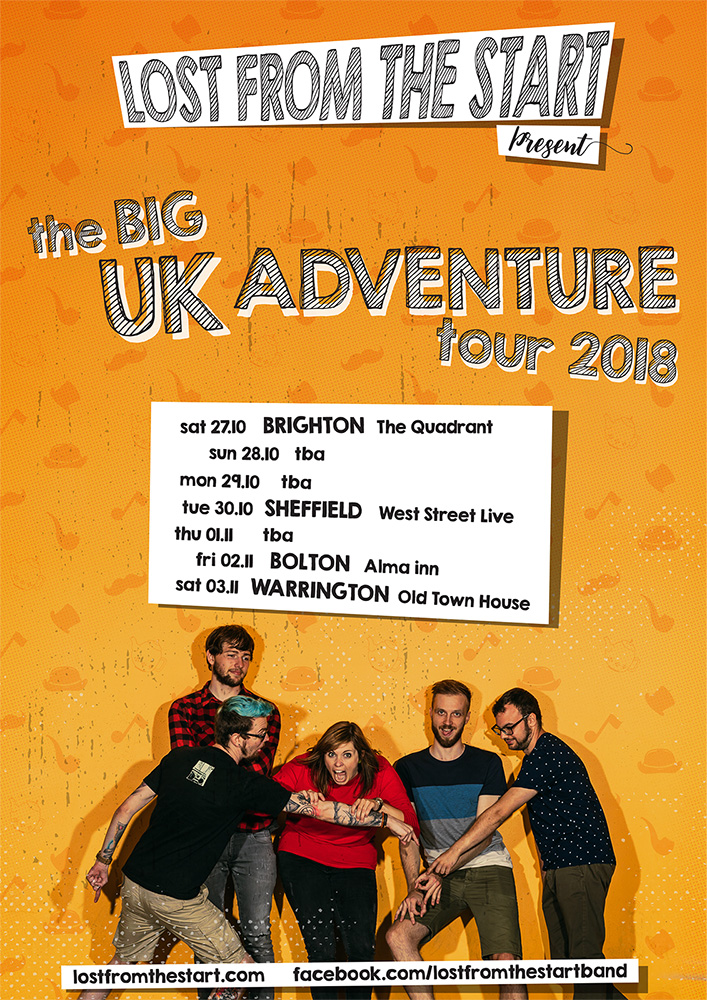 LOST FROM THE START
present
the BIG
UK ADVENTURE
tour 2018
sat 27.10 BRIGHTON The Quadrant
sun 28.10 tba
mon 29.10 tba
tue 30.10 SHEFFIELD West Street Live
thu 01.11 tba
fri 02.11 BOLTON Alma inn
sat 03.11 WARRINGTON Old Town House
lostfromthestart.com facebook.com/lostfromthestartband